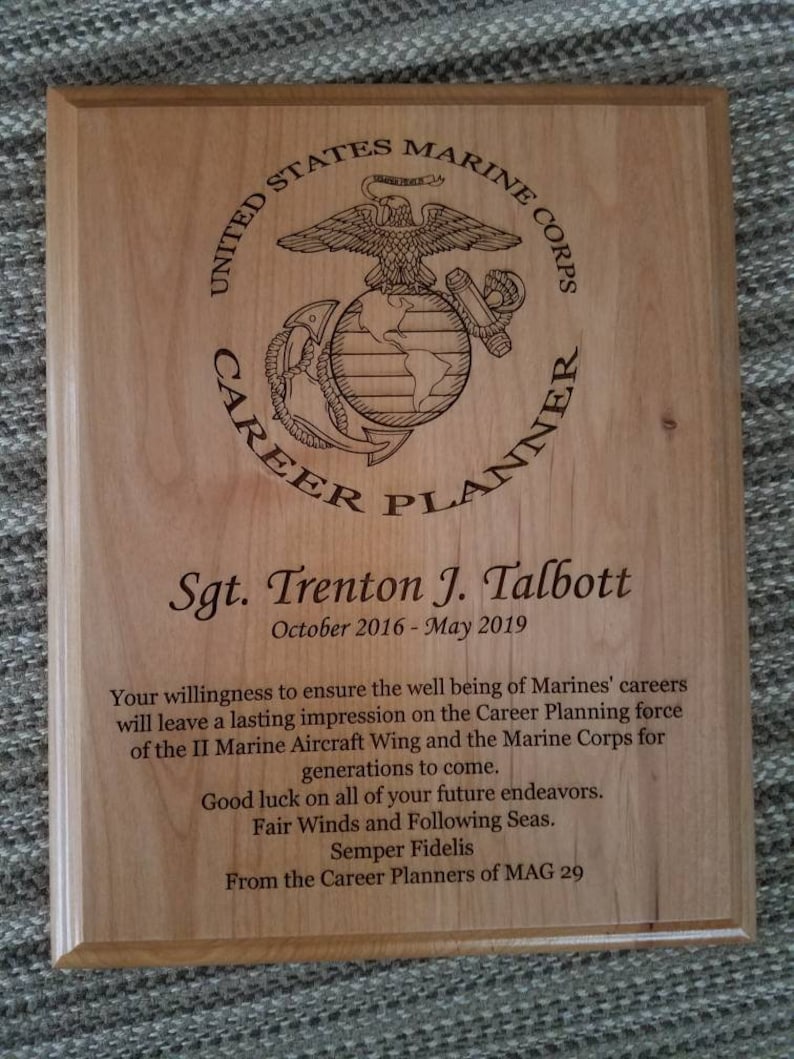 UNITED STATES MARINE CORPS
SEMPER FIDELIS
CAREER PLANNER
Sgt. Trenton J. Talbott
October 2016 - May 2019
Your willingness to ensure the well being of Marines' careers
will leave a lasting impression on the Career Planning force
of the II Marine Aircraft Wing and the Marine Corps for
generations to come.
Good luck on all of your future endeavors.
Fair Winds and Following Seas.
Semper Fidelis
From the Career Planners of MAG 29